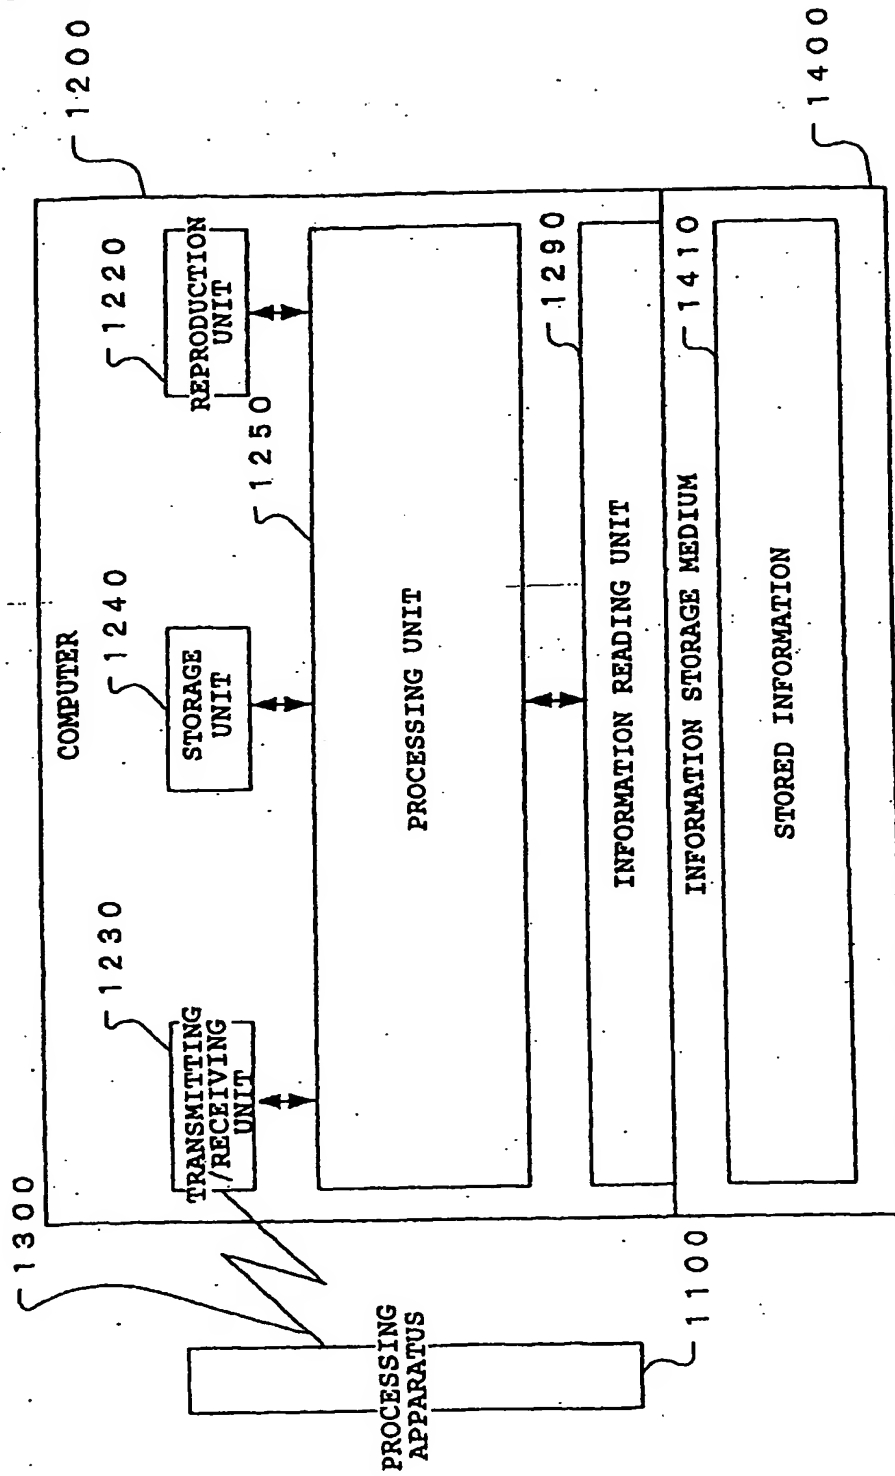 1300
1200
COMPUTER
1230
1240
1220
TRANSMITTING
/RECEIVING
UNIT
STORAGE
UNIT
REPRODUCTION
UNIT
1250
PROCESSING UNIT
PROCESSING
APPARATUS
1100
1290
INFORMATION READING UNIT
INFORMATION STORAGE MEDIUM
1410
STORED INFORMATION
1400